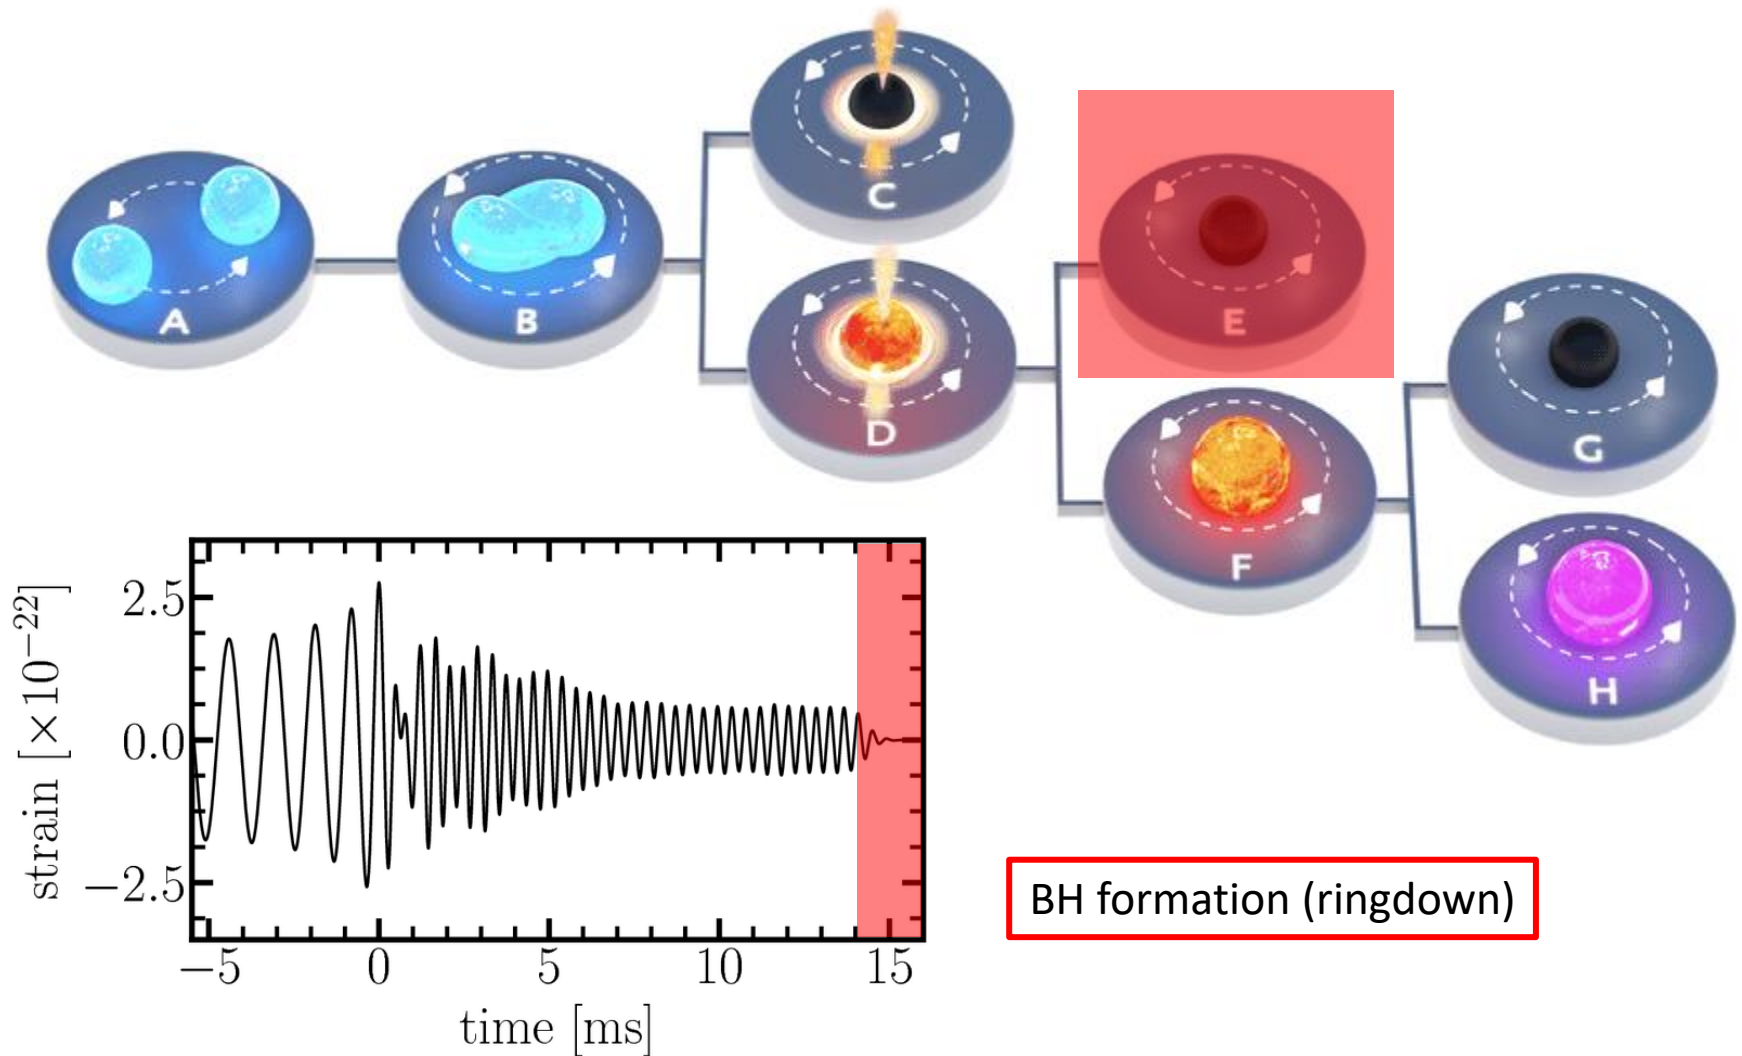 C
A
B
E
D
G
F
H
strain [×10⁻²²]
2.5
0.0
−2.5
−5 0 5 10 15
time [ms]
BH formation (ringdown)